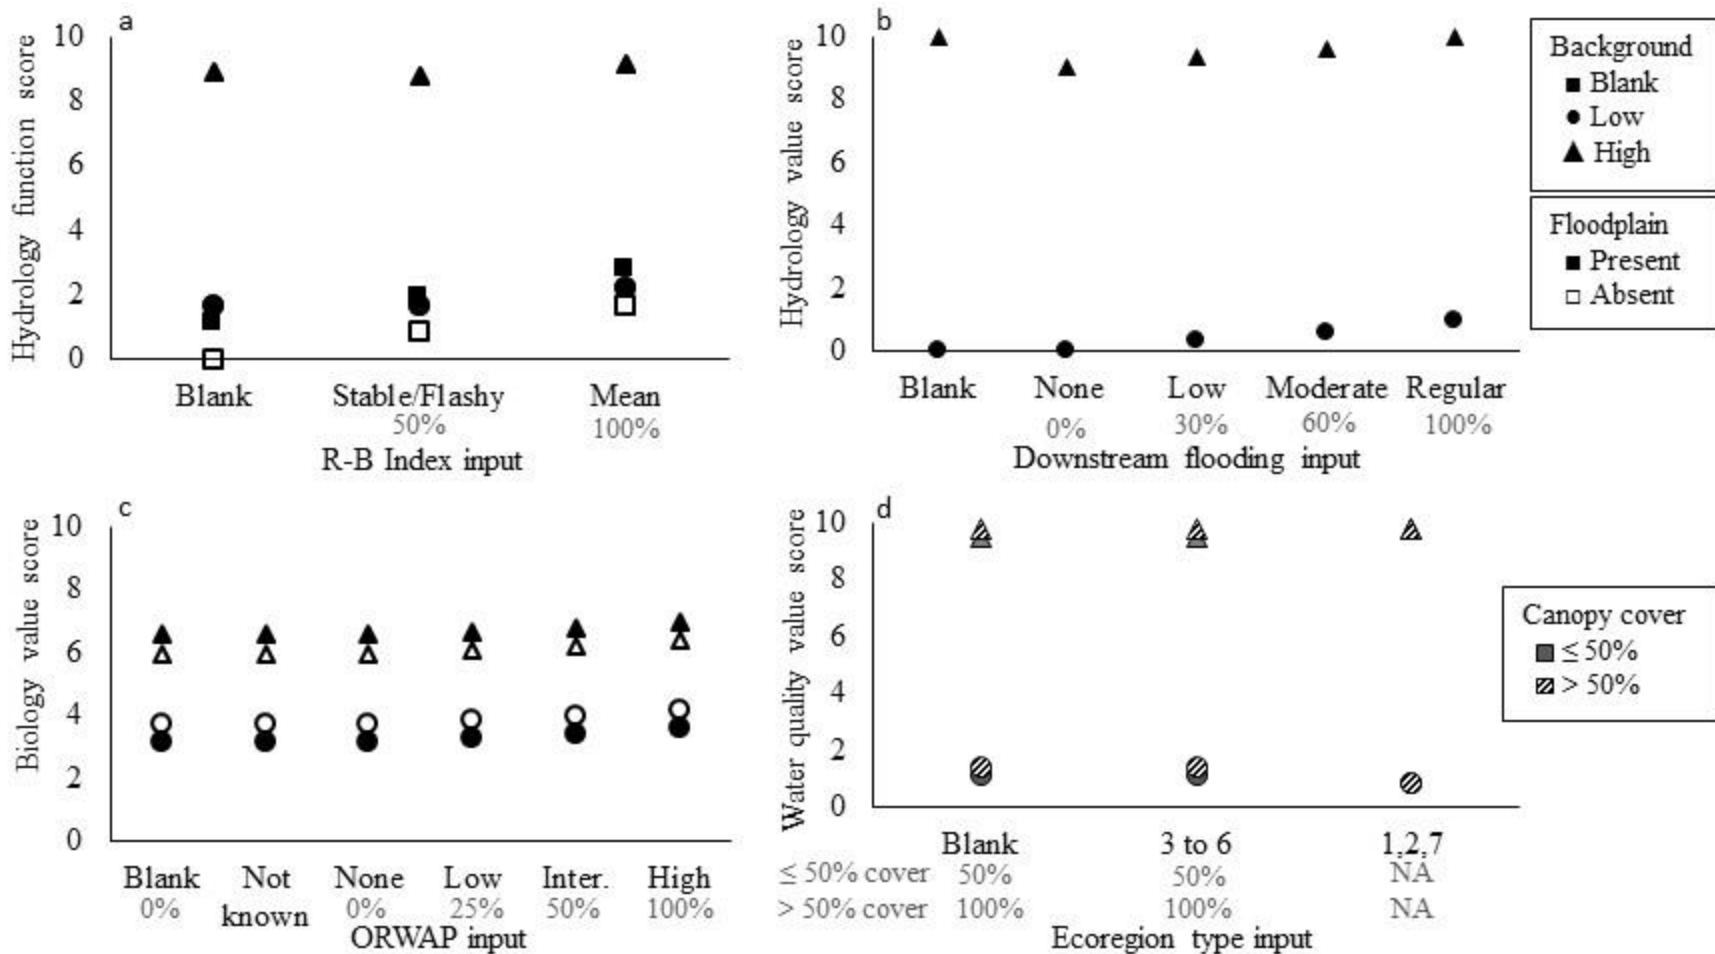 a
Hydrology function score
10
8
6
4
2
0
Blank Stable/Flashy Mean
50% 100%
R-B Index input
b
Hydrology value score
10
8
6
4
2
0
Blank None Low Moderate Regular
0% 30% 60% 100%
Downstream flooding input
Background
Blank
Low
High
Floodplain
Present
Absent
c
Biology value score
10
8
6
4
2
0
Blank Not known None Low Inter. High
0% 0% 25% 50% 100%
ORWAP input
d
Water quality value score
10
8
6
4
2
0
Blank 3 to 6 1,2,7
≤ 50% cover 50% 50% NA
> 50% cover 100% 100% NA
Ecoregion type input
Canopy cover
≤ 50%
> 50%